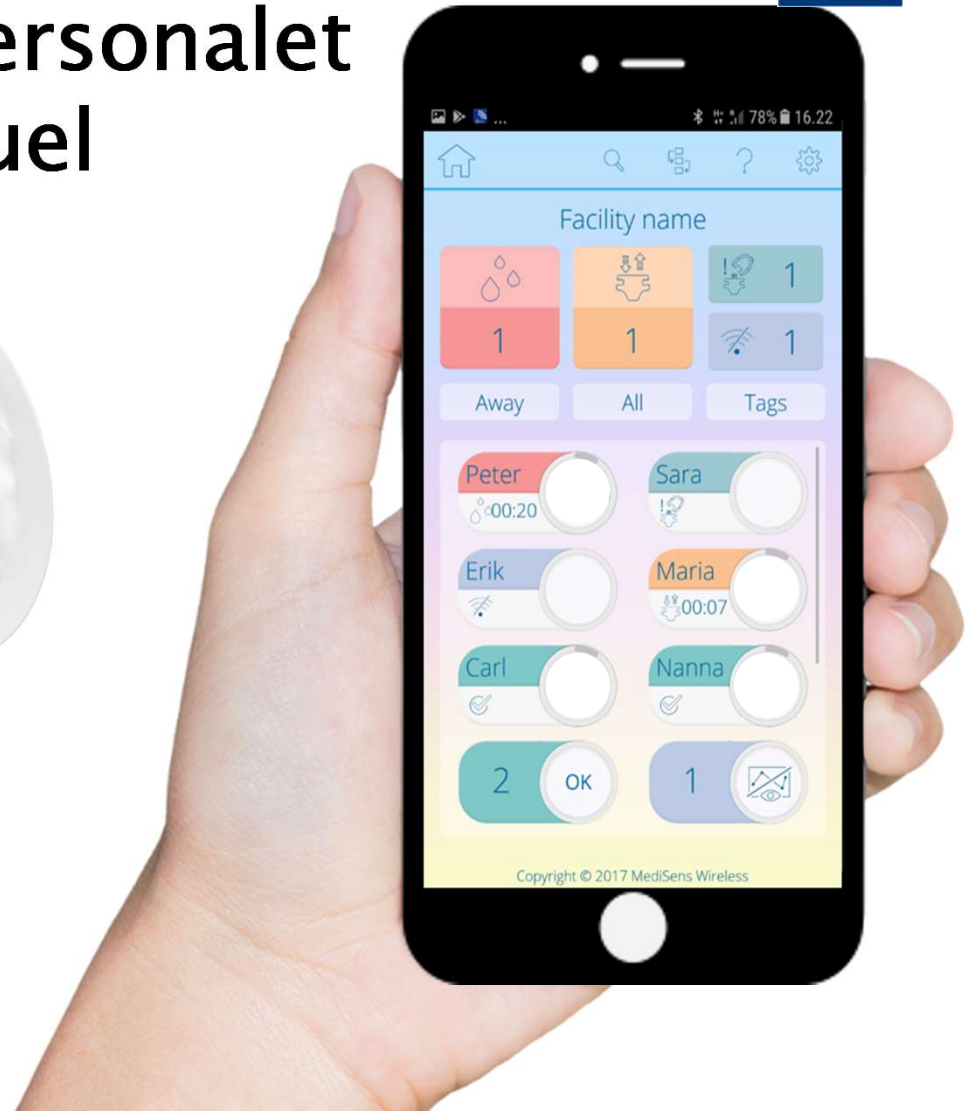 ersonalet
uel
... 78% 16.22
Facility name
1 1 1
1
Away All Tags
Peter Sara
00:20
Erik Maria
00:07
Carl Nanna
2 OK 1
Copyright © 2017 MediSens Wireless